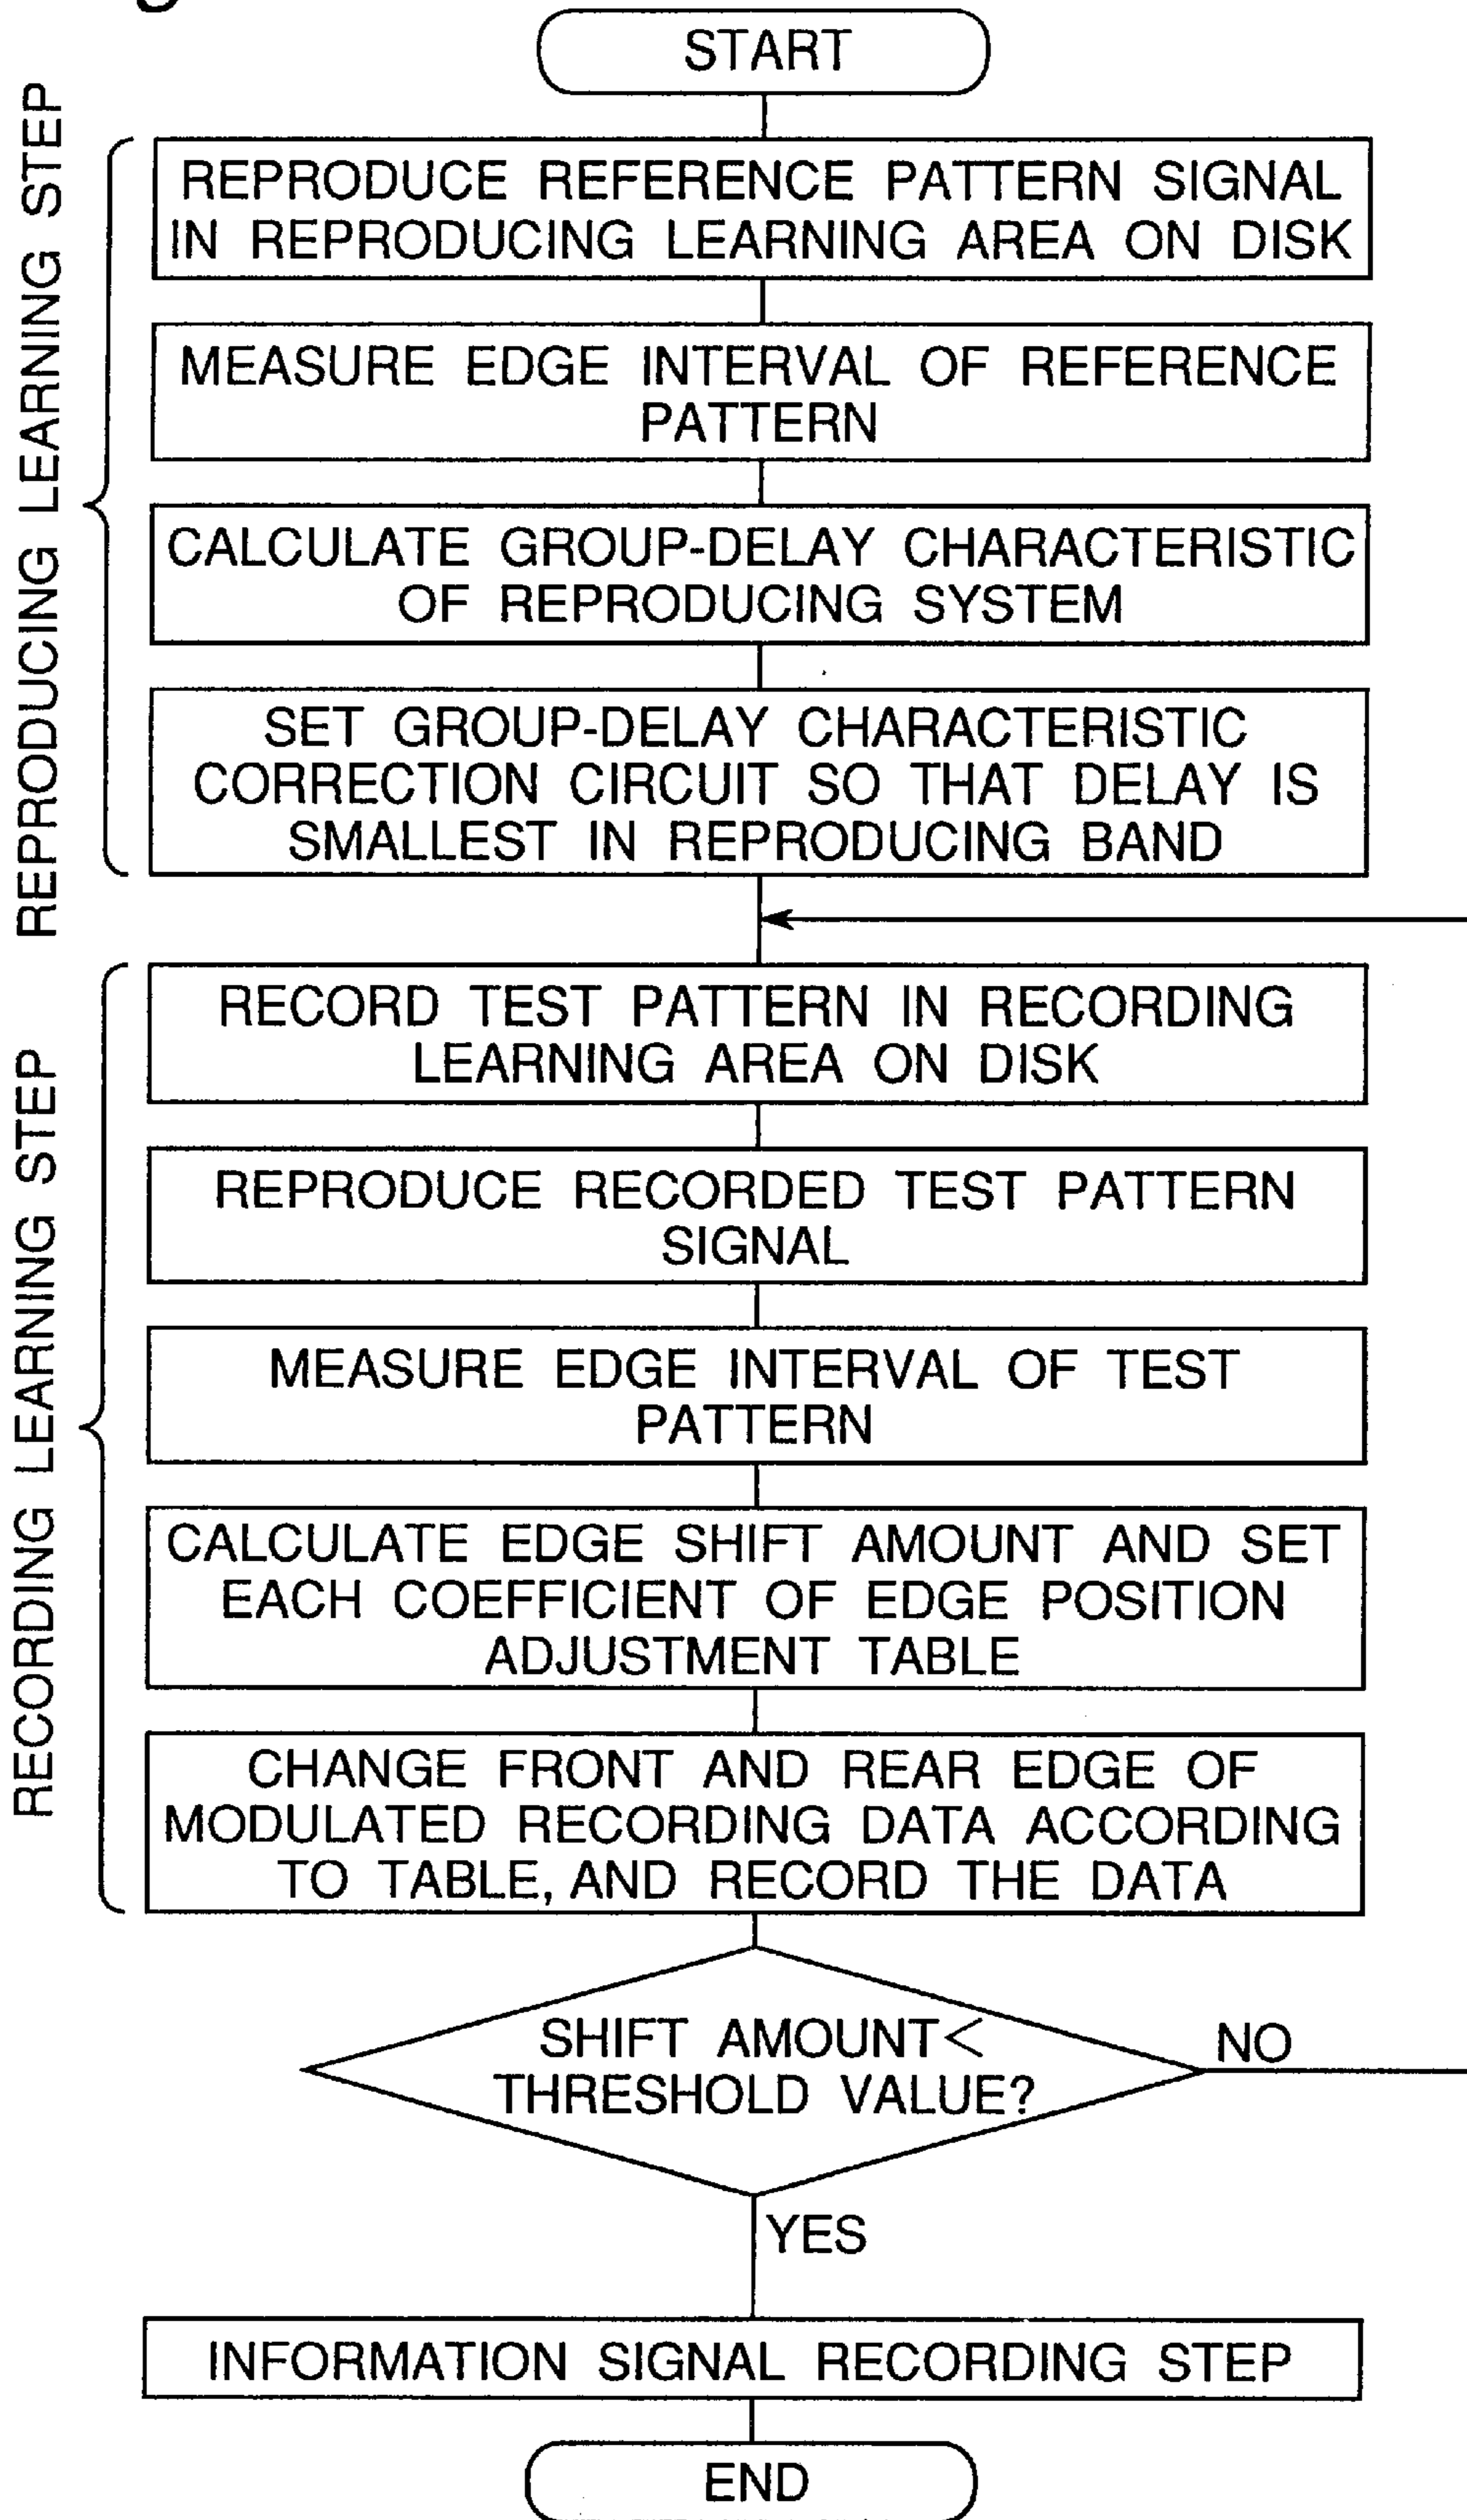 START
REPRODUCING LEARNING STEP
REPRODUCE REFERENCE PATTERN SIGNAL
IN REPRODUCING LEARNING AREA ON DISK
MEASURE EDGE INTERVAL OF REFERENCE
PATTERN
CALCULATE GROUP-DELAY CHARACTERISTIC
OF REPRODUCING SYSTEM
SET GROUP-DELAY CHARACTERISTIC
CORRECTION CIRCUIT SO THAT DELAY IS
SMALLEST IN REPRODUCING BAND
RECORDING LEARNING STEP
RECORD TEST PATTERN IN RECORDING
LEARNING AREA ON DISK
REPRODUCE RECORDED TEST PATTERN
SIGNAL
MEASURE EDGE INTERVAL OF TEST
PATTERN
CALCULATE EDGE SHIFT AMOUNT AND SET
EACH COEFFICIENT OF EDGE POSITION
ADJUSTMENT TABLE
CHANGE FRONT AND REAR EDGE OF
MODULATED RECORDING DATA ACCORDING
TO TABLE, AND RECORD THE DATA
SHIFT AMOUNT<
THRESHOLD VALUE?
NO
YES
INFORMATION SIGNAL RECORDING STEP
END